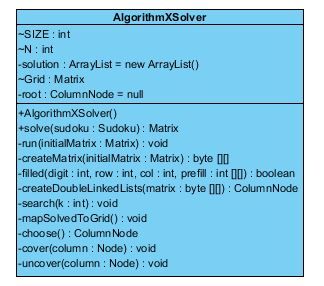 AlgorithmXSolver
~SIZE : int
~N : int
-solution : ArrayList = new ArrayList()
~Grid : Matrix
-root : ColumnNode = null
+AlgorithmXSolver()
+solve(sudoku : Sudoku) : Matrix
-run(initialMatrix : Matrix) : void
-createMatrix(initialMatrix : Matrix) : byte [][]
-filled(digit : int, row : int, col : int, prefill : int [][]) : boolean
-createDoubleLinkedLists(matrix : byte [][]) : ColumnNode
-search(k : int) : void
-mapSolvedToGrid() : void
-choose() : ColumnNode
-cover(column : Node) : void
-uncover(column : Node) : void